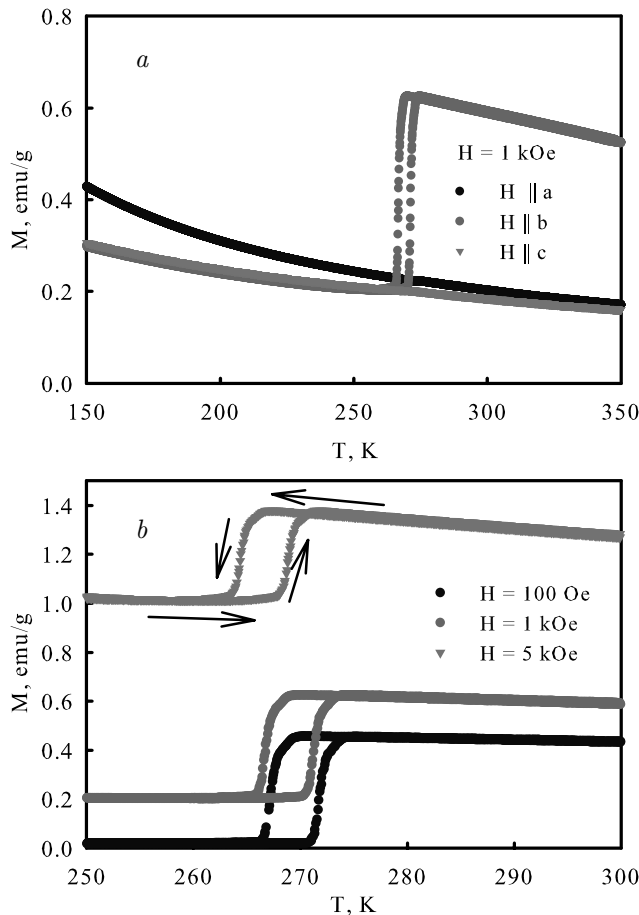 0.8
a
0.6
M, emu/g
H = 1 kOe
H || a
0.4
H || b
H || c
0.2
0.0
150 200 250 300 350
T, K
1.4
b
1.2
1.0
H = 100 Oe
H = 1 kOe
0.8
H = 5 kOe
M, emu/g
0.6
0.4
0.2
0.0
250 260 270 280 290 300
T, K